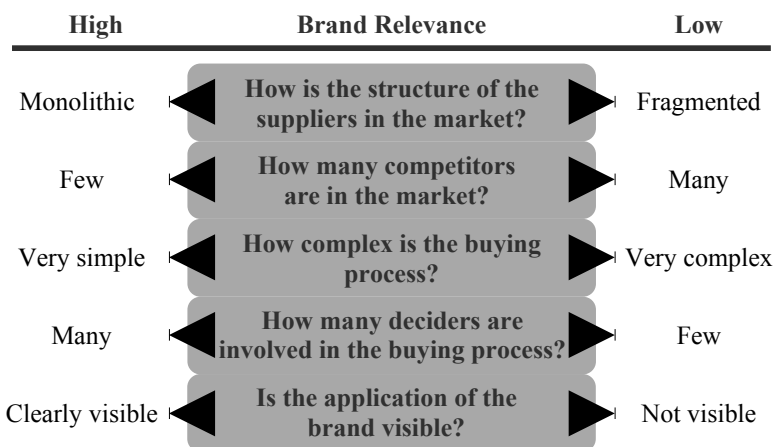 High Brand Relevance Low
Monolithic
How is the structure of the
suppliers in the market?
Fragmented
Few
How many competitors
are in the market?
Many
Very simple
How complex is the buying
process?
Very complex
Many
How many deciders are
involved in the buying process?
Few
Clearly visible
Is the application of the
brand visible?
Not visible